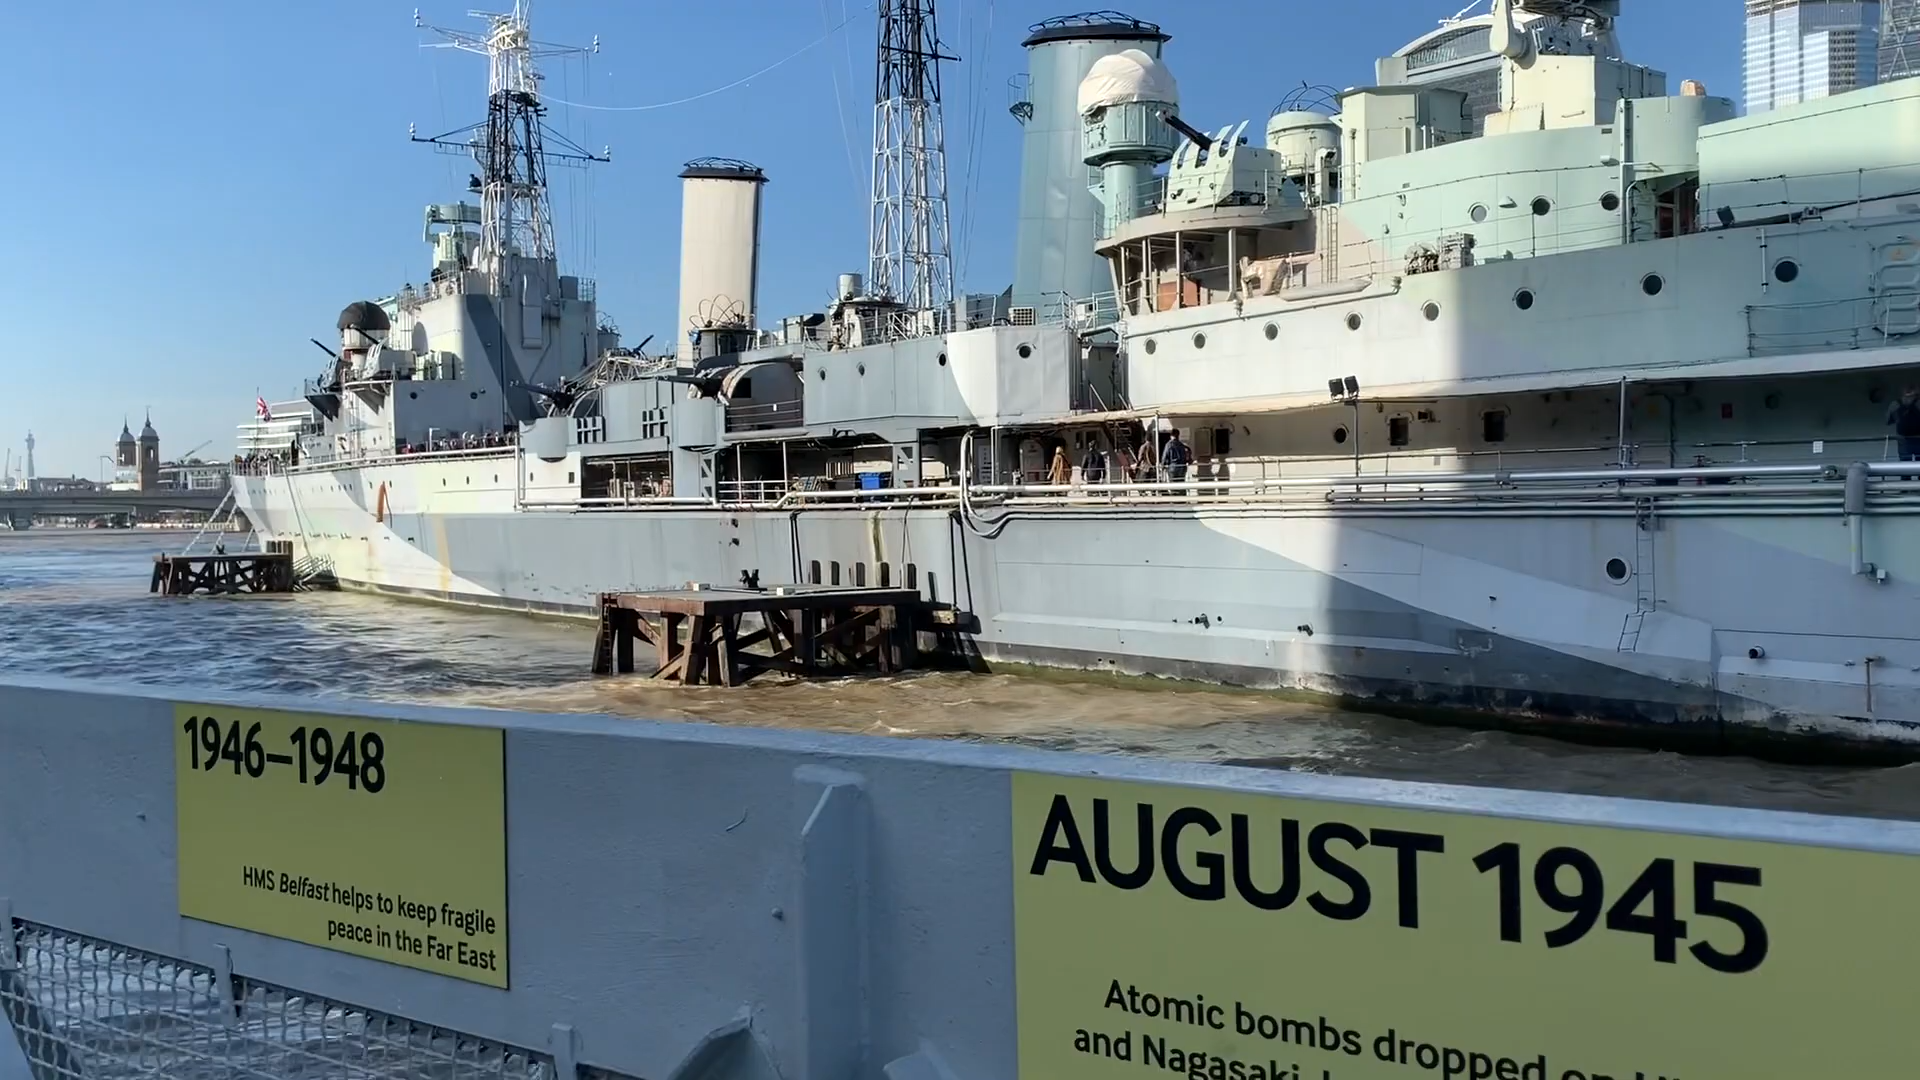 1946–1948
HMS Belfast helps to keep fragile
peace in the Far East
AUGUST 1945
Atomic bombs dropped on
and Nagasaki